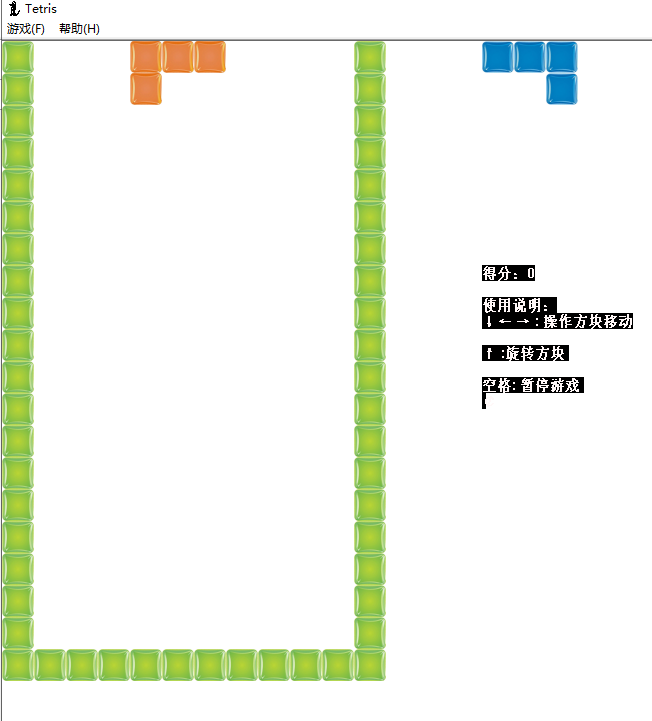 Tetris
游戏(F) 帮助(H)
得分：0
使用说明：
↓←→:操作方块移动
↑:旋转方块
空格:暂停游戏